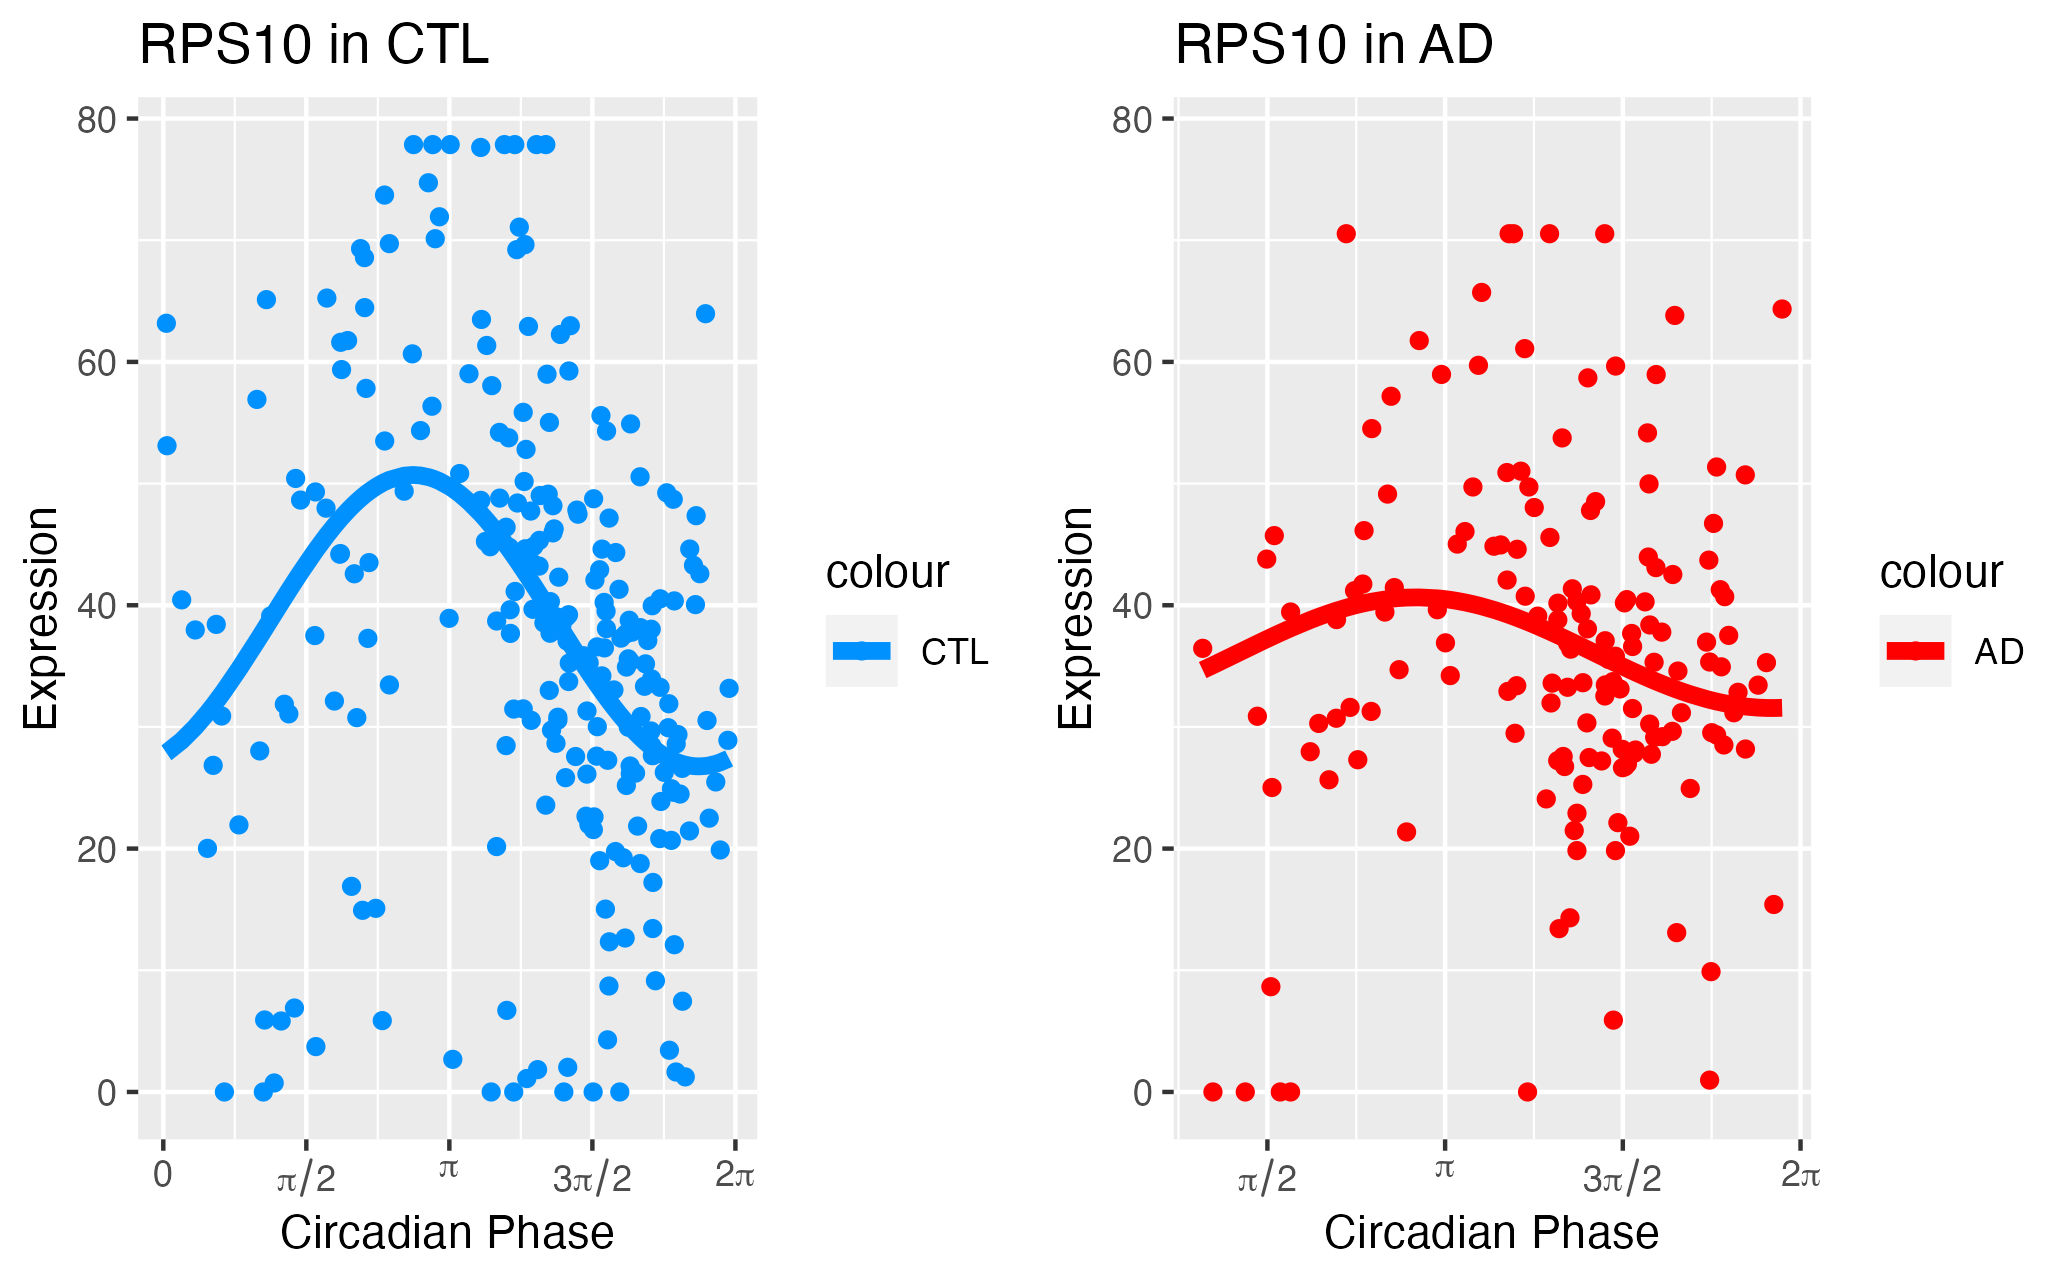 RPS10 in CTL
80
60
40
20
0
Expression
0 π/2 π 3π/2 2π
Circadian Phase
colour
CTL
RPS10 in AD
80
60
40
20
0
Expression
π/2 π 3π/2 2π
Circadian Phase
colour
AD